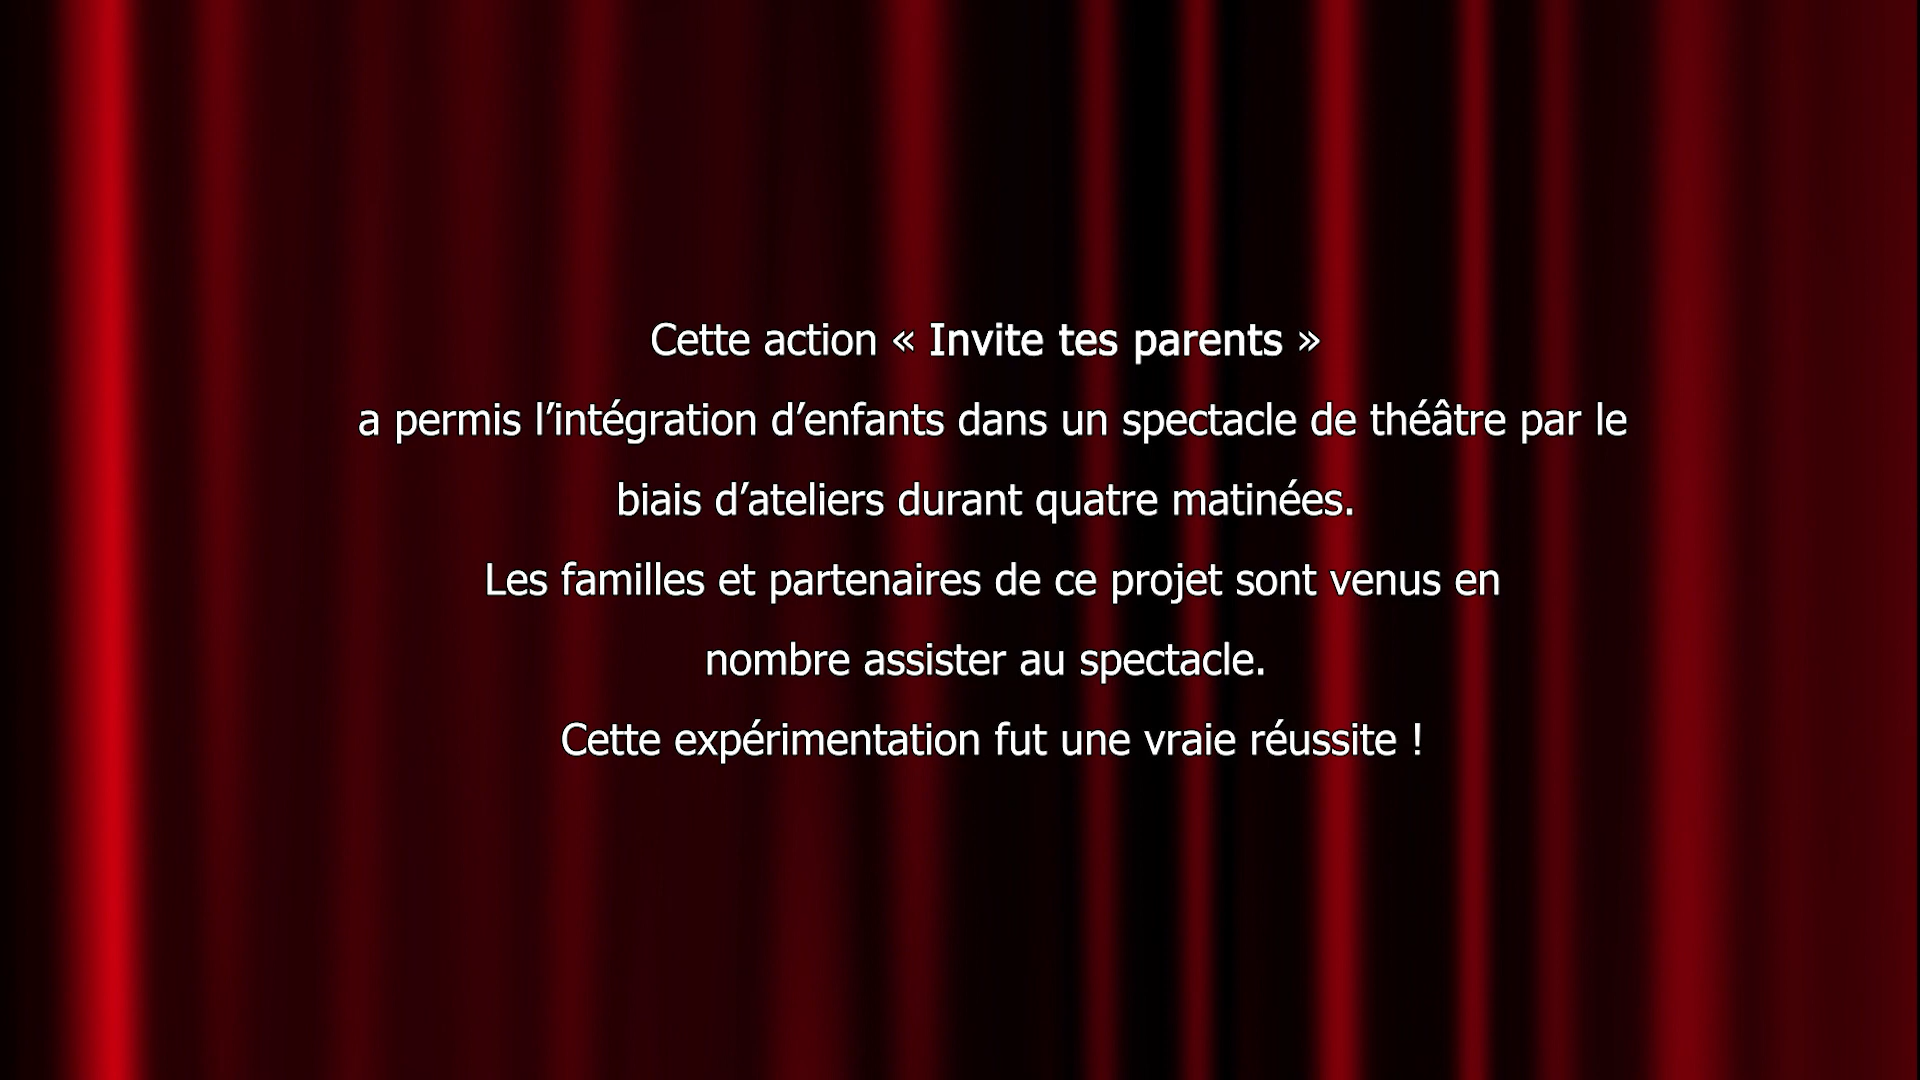 Cette action « Invite tes parents »
a permis l’intégration d’enfants dans un spectacle de théâtre par le
biais d’ateliers durant quatre matinées.
Les familles et partenaires de ce projet sont venus en
nombre assister au spectacle.
Cette expérimentation fut une vraie réussite !